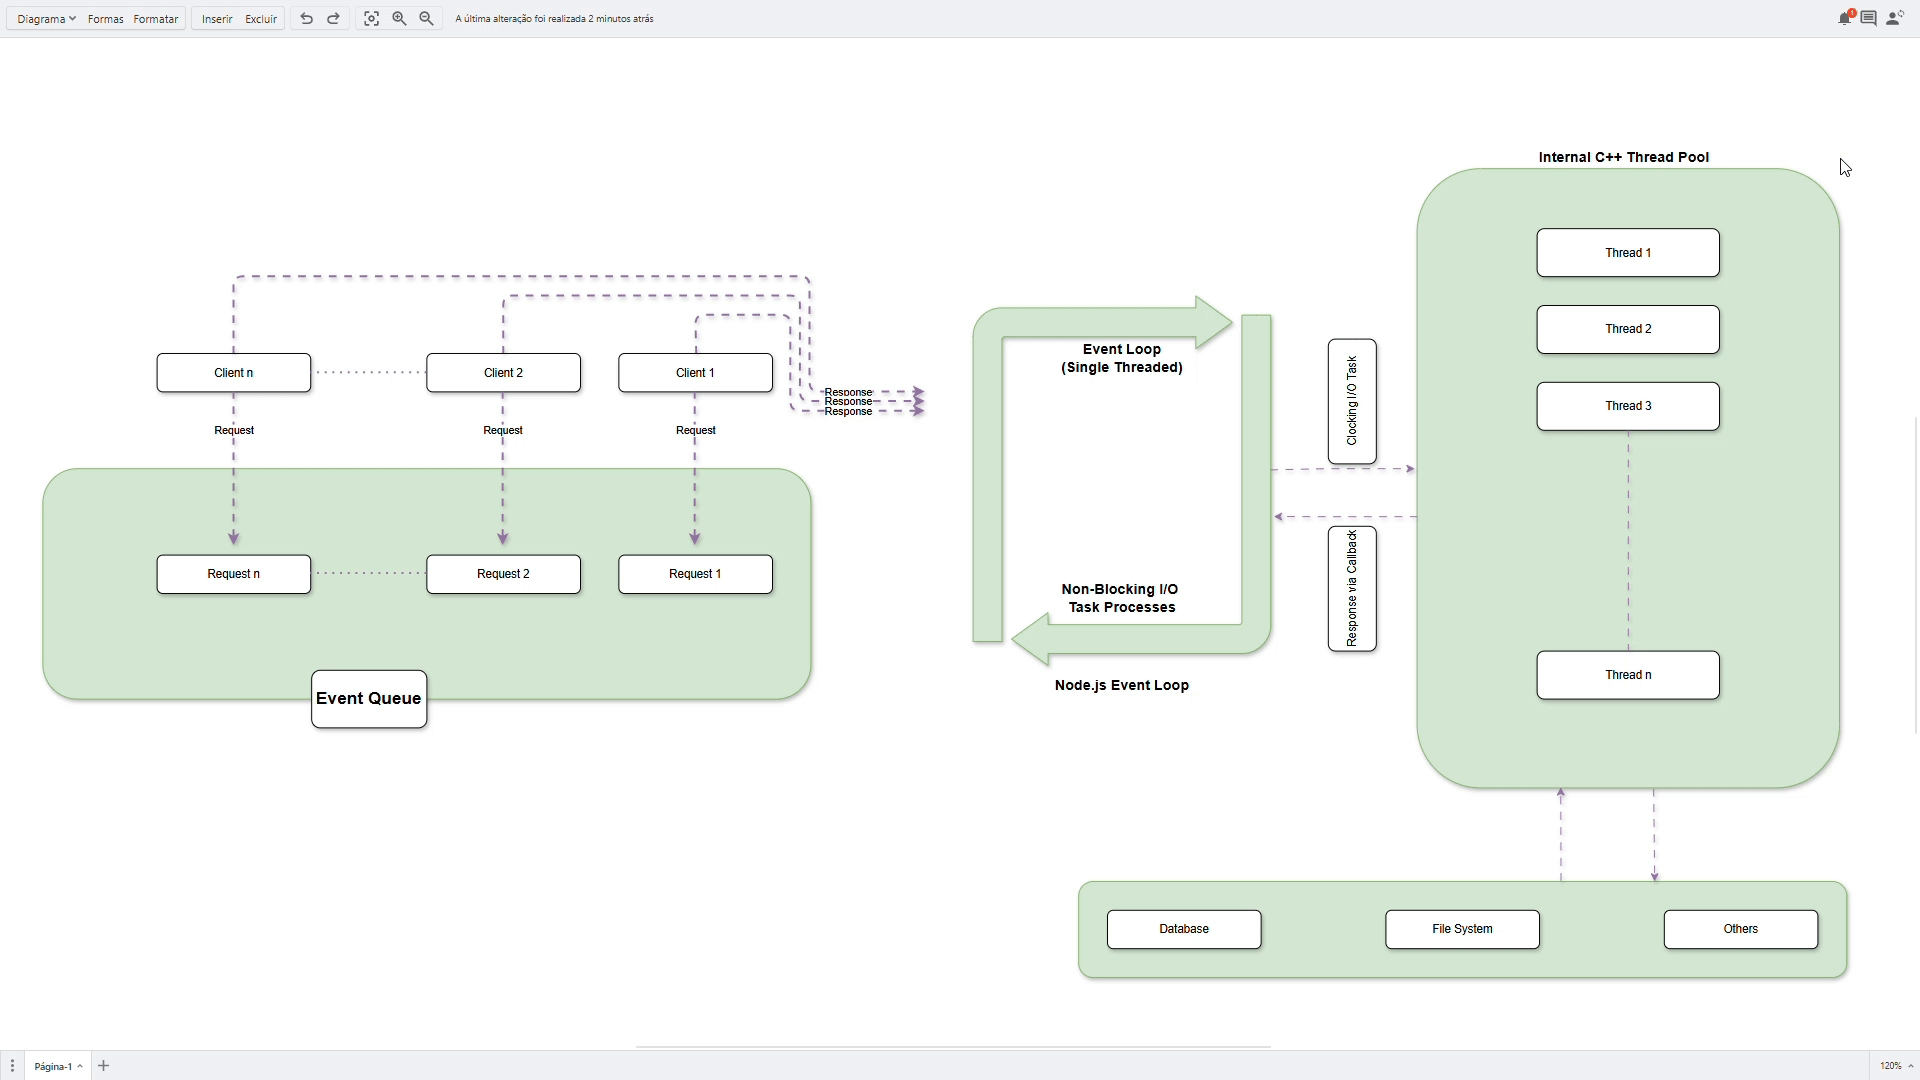 Diagrama Formas Formatar Inserir Excluir A última alteração foi realizada 2 minutos atrás
1
Internal C++ Thread Pool
Thread 1
Thread 2
Thread 3
Thread n
Client n
Client 2
Client 1
Response
Response
Response
Request
Request
Request
Request n
Request 2
Request 1
Event Queue
Event Loop
(Single Threaded)
Non-Blocking I/O
Task Processes
Node.js Event Loop
Clocking I/O Task
Response via Callback
Database
File System
Others
Página-1
120%